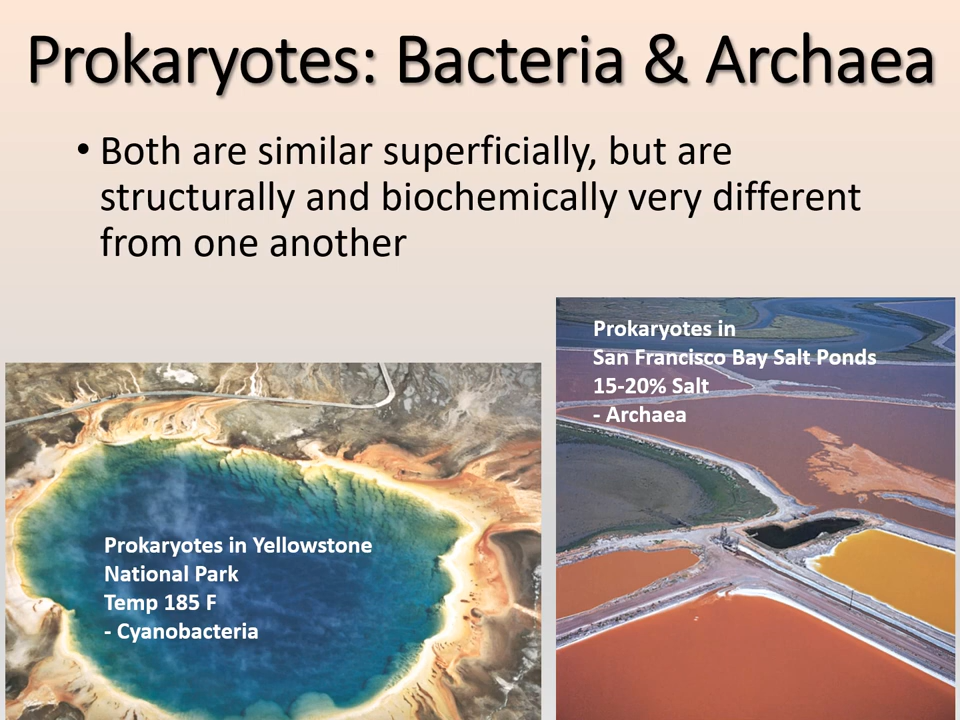 Prokaryotes: Bacteria & Archaea
• Both are similar superficially, but are
structurally and biochemically very different
from one another
Prokaryotes in
San Francisco Bay Salt Ponds
15-20% Salt
- Archaea
Prokaryotes in Yellowstone
National Park
Temp 185 F
- Cyanobacteria